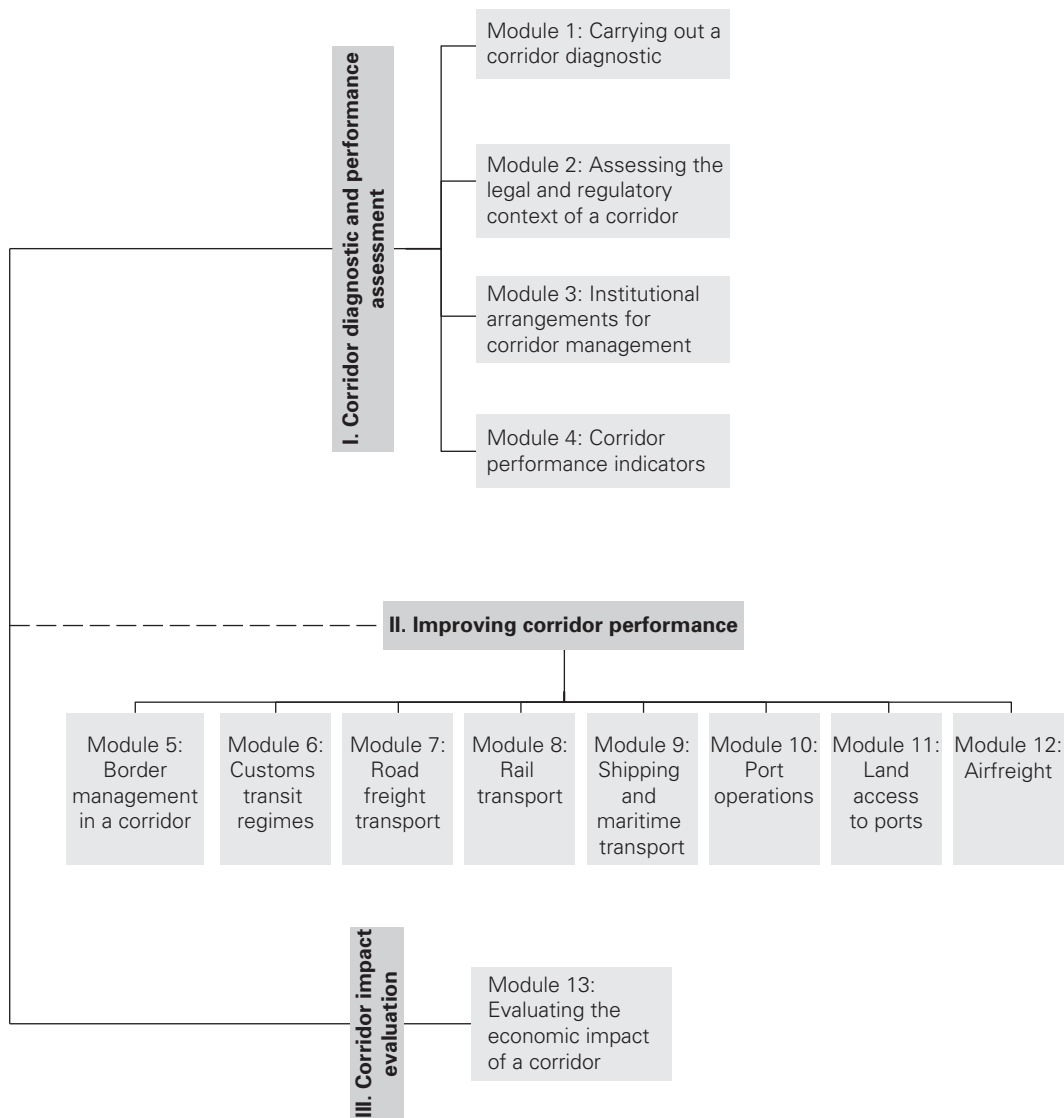 I. Corridor diagnostic and performance
assessment
Module 1: Carrying out a
corridor diagnostic
Module 2: Assessing the
legal and regulatory
context of a corridor
Module 3: Institutional
arrangements for
corridor management
Module 4: Corridor
performance indicators
II. Improving corridor performance
Module 5:
Border
management
in a corridor
Module 6:
Customs
transit
regimes
Module 7:
Road
freight
transport
Module 8:
Rail
transport
Module 9:
Shipping
and
maritime
transport
Module 10:
Port
operations
Module 11:
Land
access
to ports
Module 12:
Airfreight
III. Corridor impact
evaluation
Module 13:
Evaluating the
economic impact
of a corridor